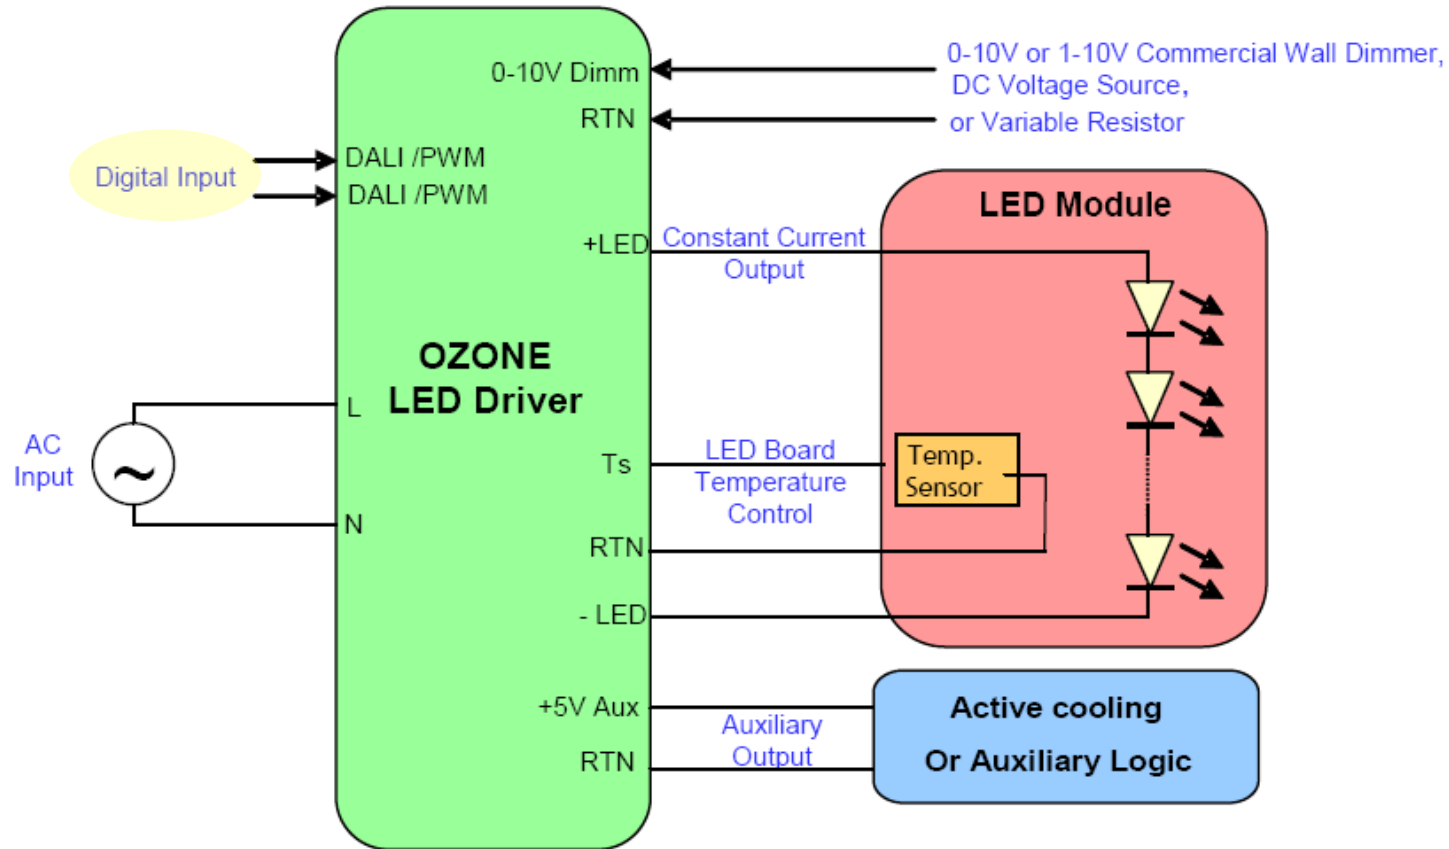 0-10V Dimm
RTN
0-10V or 1-10V Commercial Wall Dimmer,
DC Voltage Source,
or Variable Resistor
Digital Input
DALI /PWM
DALI /PWM
LED Module
+LED
Constant Current
Output
OZONE
LED Driver
AC
Input
L
N
Ts
LED Board
Temperature
Control
Temp.
Sensor
RTN
- LED
+5V Aux
RTN
Auxiliary
Output
Active cooling
Or Auxiliary Logic
~